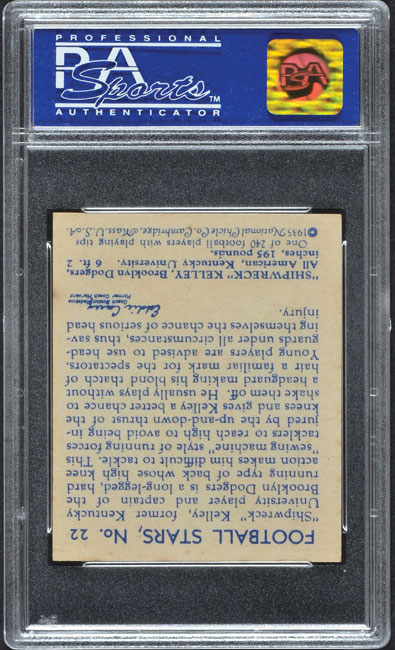 PROFESSIONAL
PSA
Sports
TM
AUTHENTICATOR
PSA
FOOTBALL STARS, No. 22
"Shipwreck" Kelley, former Kentucky
University player and captain of the
Brooklyn Dodgers is a long-legged, hard
running type of back whose high knee
action makes him difficult to tackle. This
"sewing machine" style of running forces
tacklers to reach high to avoid being in-
jured by the up-and-down thrust of the
knees and gives Kelley a better chance to
shake them off. He usually plays without
a headguard making his blond thatch of
hair a familiar mark for the spectators.
Young players are advised to use head-
guards under all circumstances, thus sav-
ing themselves the chance of serious head
injury.
Eddie Casey
Coach Boston Redskins
Former Coach Harvard
"SHIPWRECK" KELLEY, Brooklyn Dodgers,
All American, Kentucky University. 6 ft. 2
inches, 195 pounds.
One of 240 football players with playing tips
©1935 National Chicle Co. Cambridge, Mass. U.S.A.